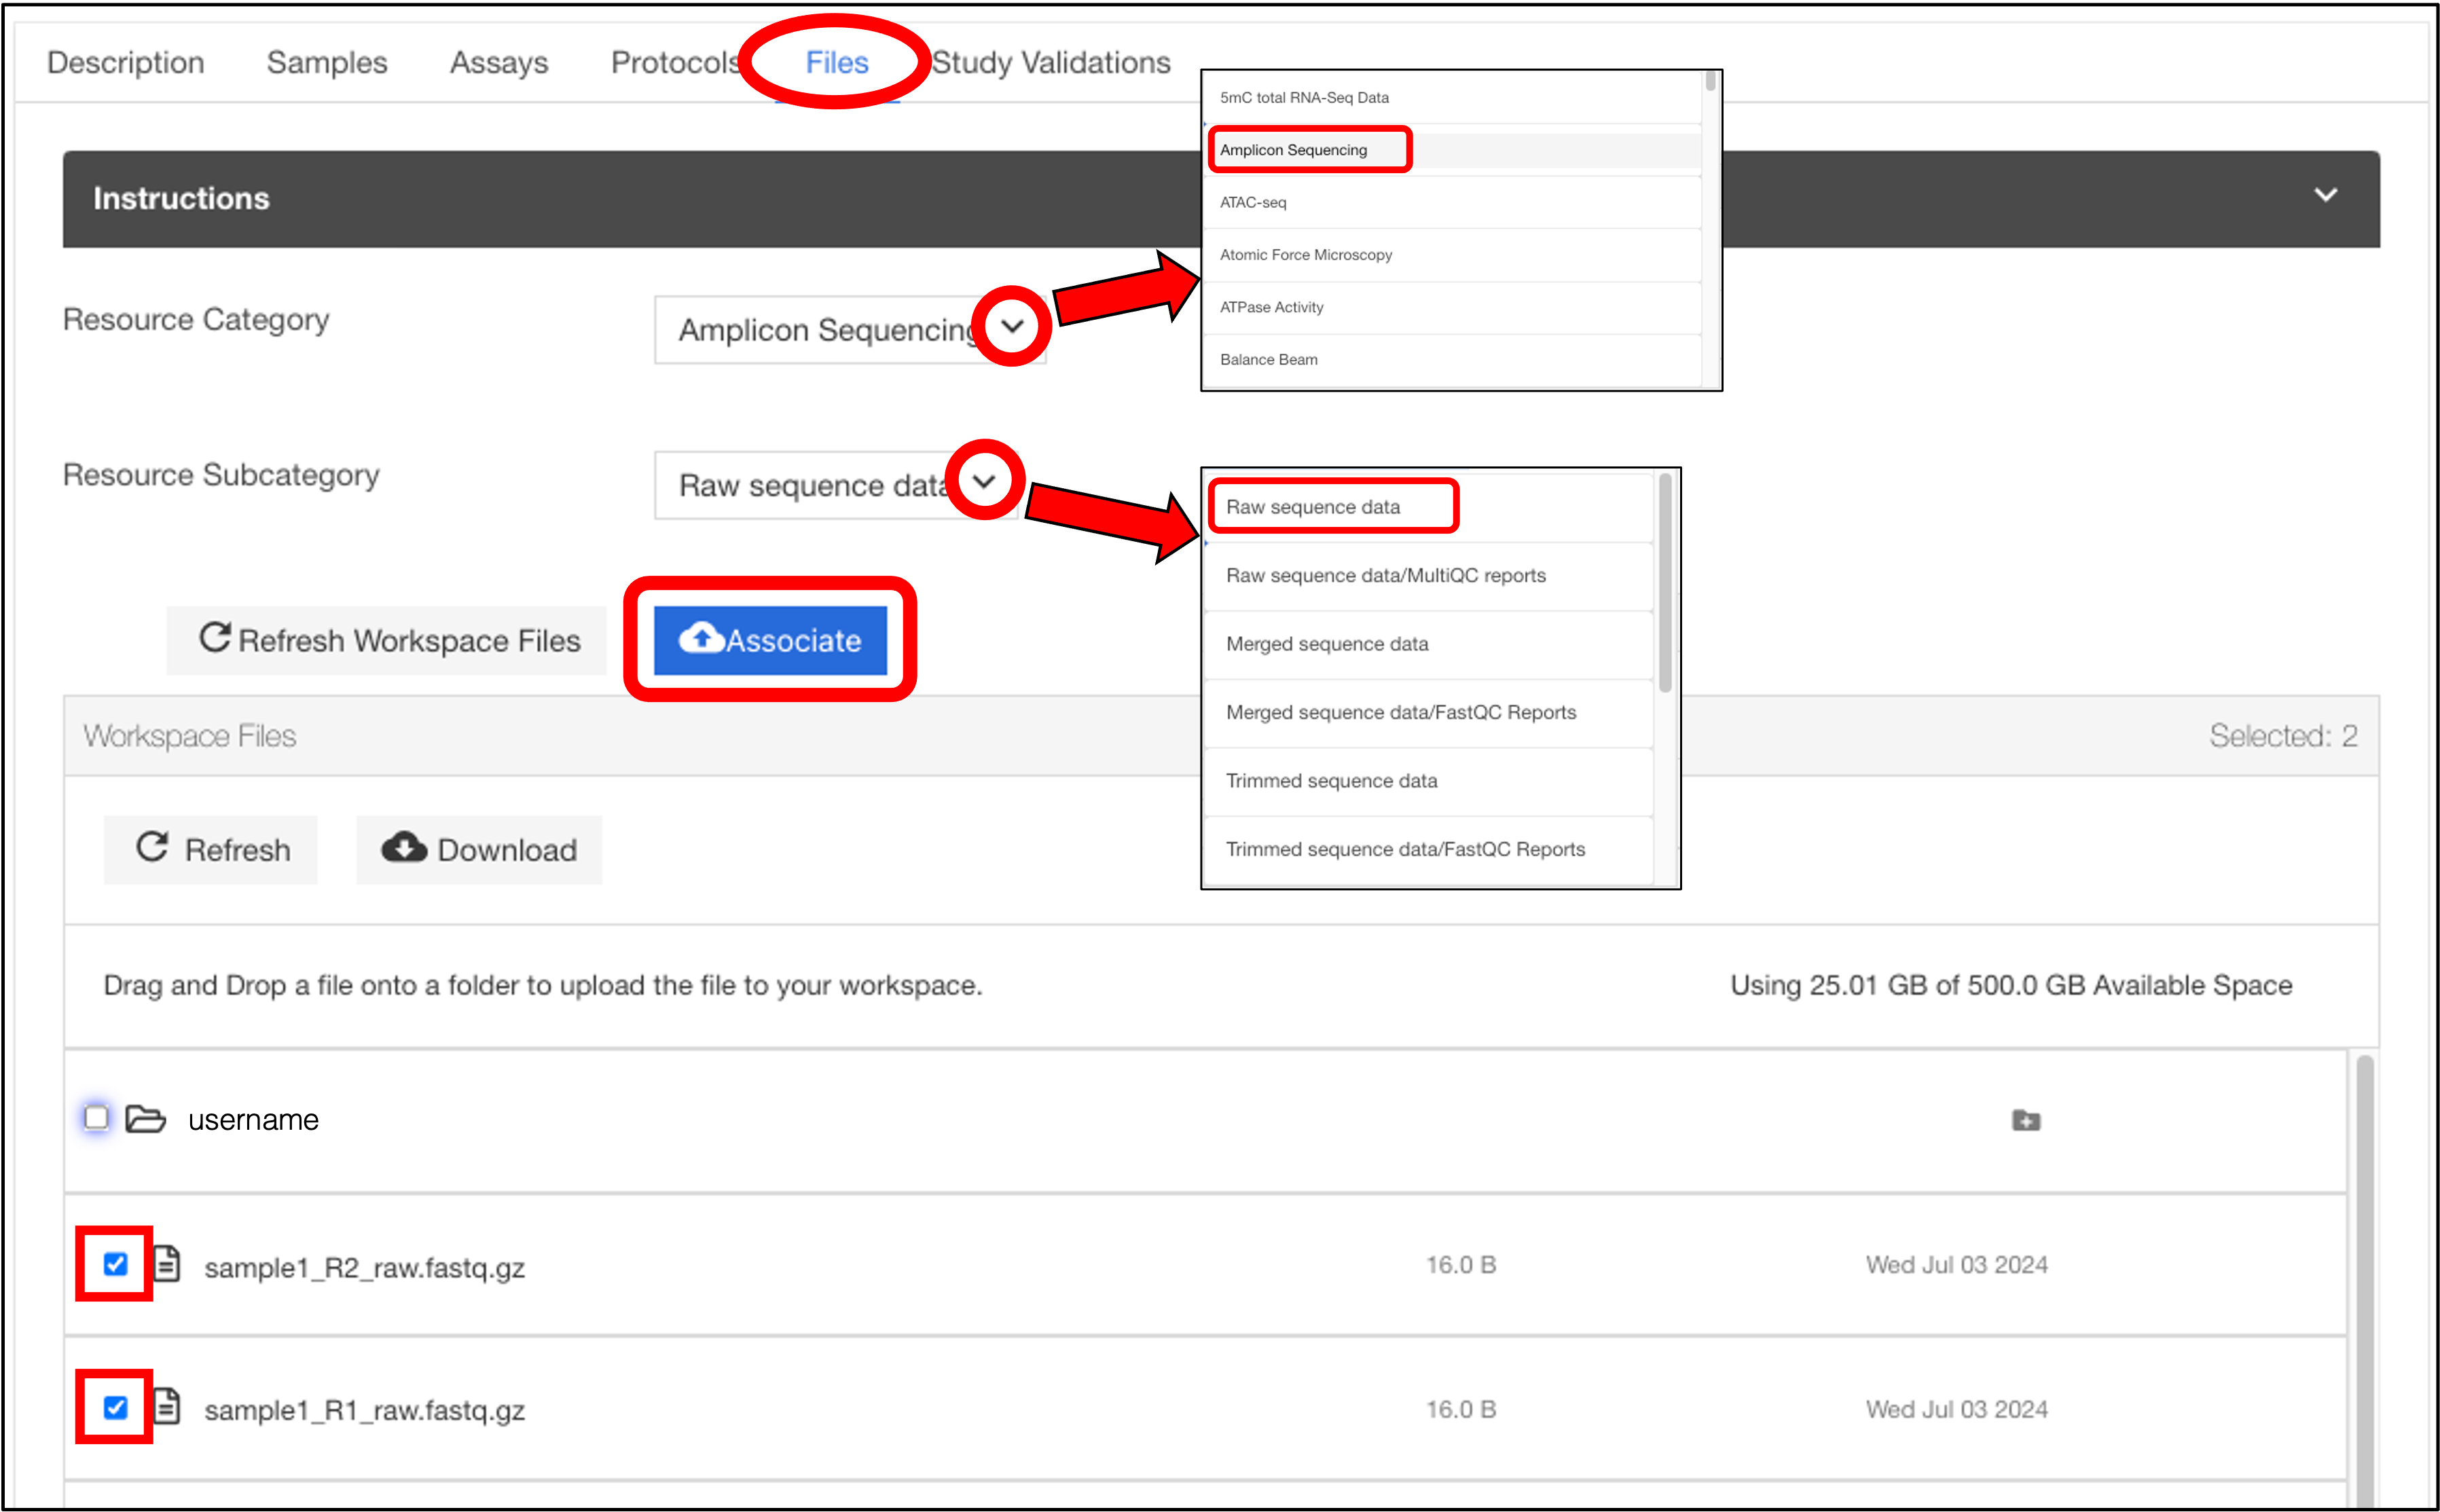 Description Samples Assays Protocols Files Study Validations
Instructions
Resource Category
Amplicon Sequencing
5mC total RNA-Seq Data
Amplicon Sequencing
ATAC-seq
Atomic Force Microscopy
ATPase Activity
Balance Beam
Resource Subcategory
Raw sequence data
Raw sequence data
Raw sequence data/MultiQC reports
Merged sequence data
Merged sequence data/FastQC Reports
Trimmed sequence data
Trimmed sequence data/FastQC Reports
Refresh Workspace Files Associate
Workspace Files Selected: 2
Refresh Download
Drag and Drop a file onto a folder to upload the file to your workspace. Using 25.01 GB of 500.0 GB Available Space
username
sample1_R2_raw.fastq.gz 16.0 B Wed Jul 03 2024
sample1_R1_raw.fastq.gz 16.0 B Wed Jul 03 2024